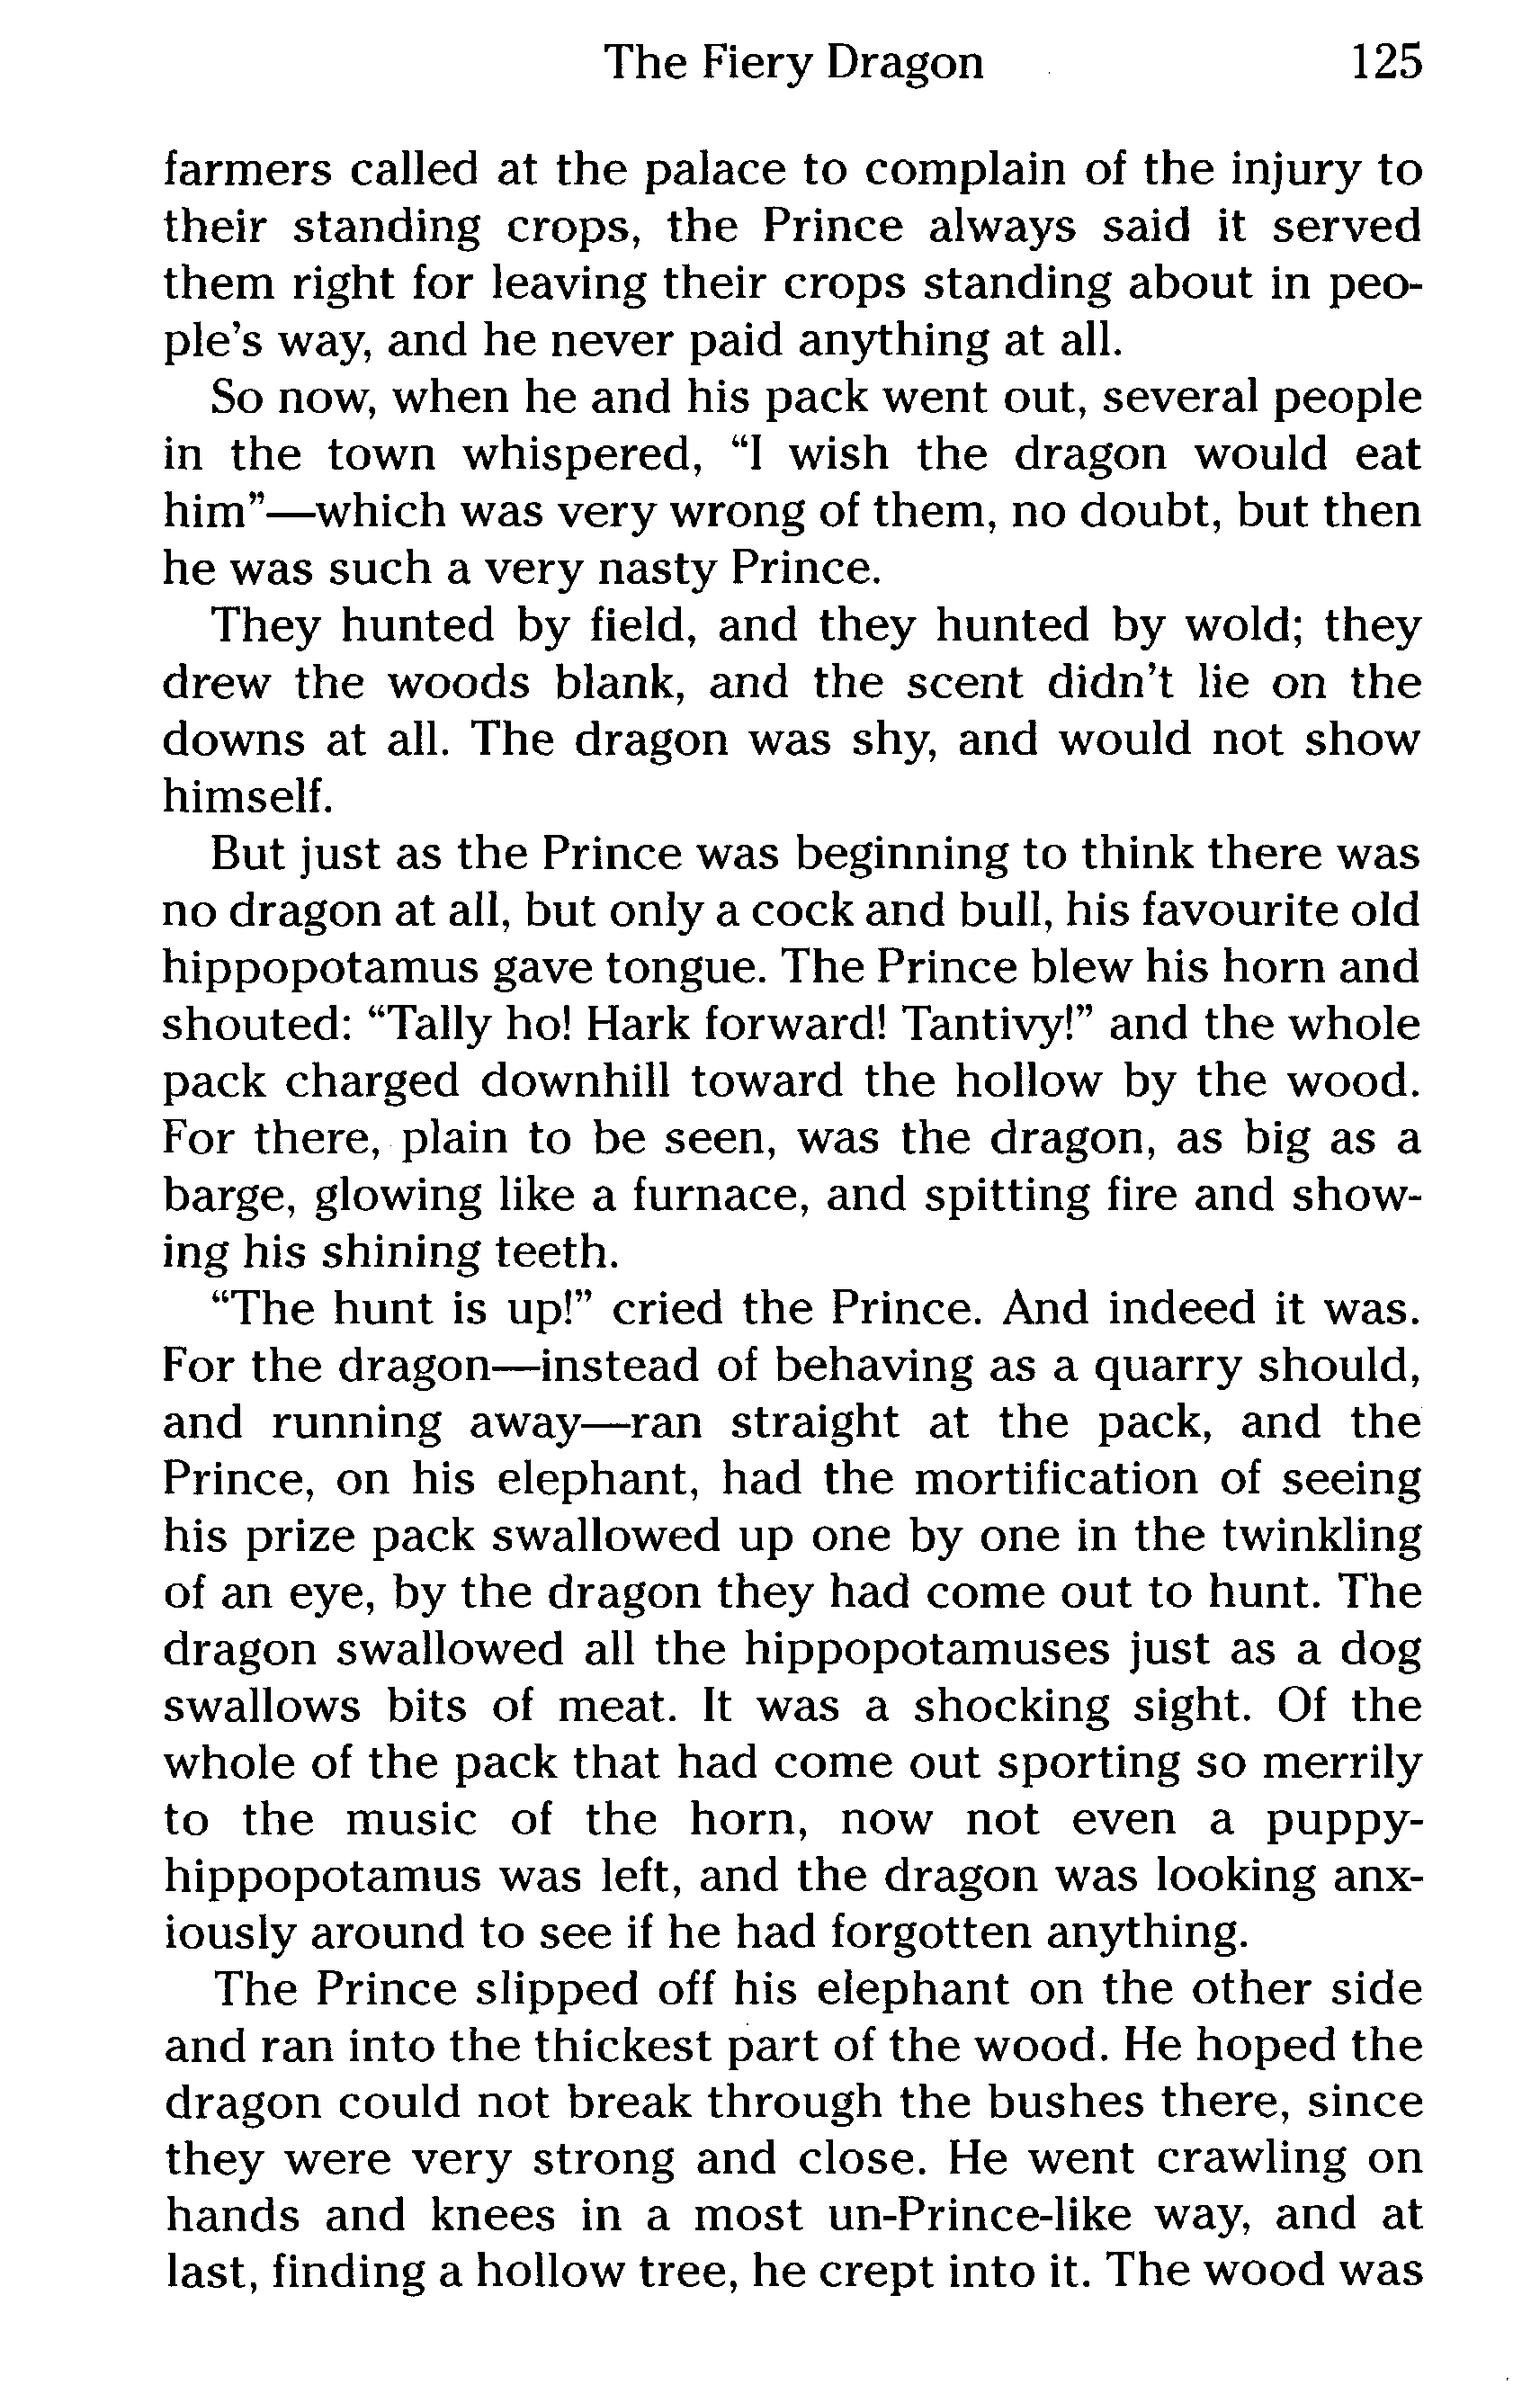 The Fiery Dragon 125
farmers called at the palace to complain of the injury to
their standing crops, the Prince always said it served
them right for leaving their crops standing about in peo-
ple's way, and he never paid anything at all.
So now, when he and his pack went out, several people
in the town whispered, “I wish the dragon would eat
him”—which was very wrong of them, no doubt, but then
he was such a very nasty Prince.
They hunted by field, and they hunted by wold; they
drew the woods blank, and the scent didn't lie on the
downs at all. The dragon was shy, and would not show
himself.
But just as the Prince was beginning to think there was
no dragon at all, but only a cock and bull, his favourite old
hippopotamus gave tongue. The Prince blew his horn and
shouted: “Tally ho! Hark forward! Tantivy!” and the whole
pack charged downhill toward the hollow by the wood.
For there, plain to be seen, was the dragon, as big as a
barge, glowing like a furnace, and spitting fire and show-
ing his shining teeth.
“The hunt is up!” cried the Prince. And indeed it was.
For the dragon—instead of behaving as a quarry should,
and running away—ran straight at the pack, and the
Prince, on his elephant, had the mortification of seeing
his prize pack swallowed up one by one in the twinkling
of an eye, by the dragon they had come out to hunt. The
dragon swallowed all the hippopotamuses just as a dog
swallows bits of meat. It was a shocking sight. Of the
whole of the pack that had come out sporting so merrily
to the music of the horn, now not even a puppy-
hippopotamus was left, and the dragon was looking anx-
iously around to see if he had forgotten anything.
The Prince slipped off his elephant on the other side
and ran into the thickest part of the wood. He hoped the
dragon could not break through the bushes there, since
they were very strong and close. He went crawling on
hands and knees in a most un-Prince-like way, and at
last, finding a hollow tree, he crept into it. The wood was